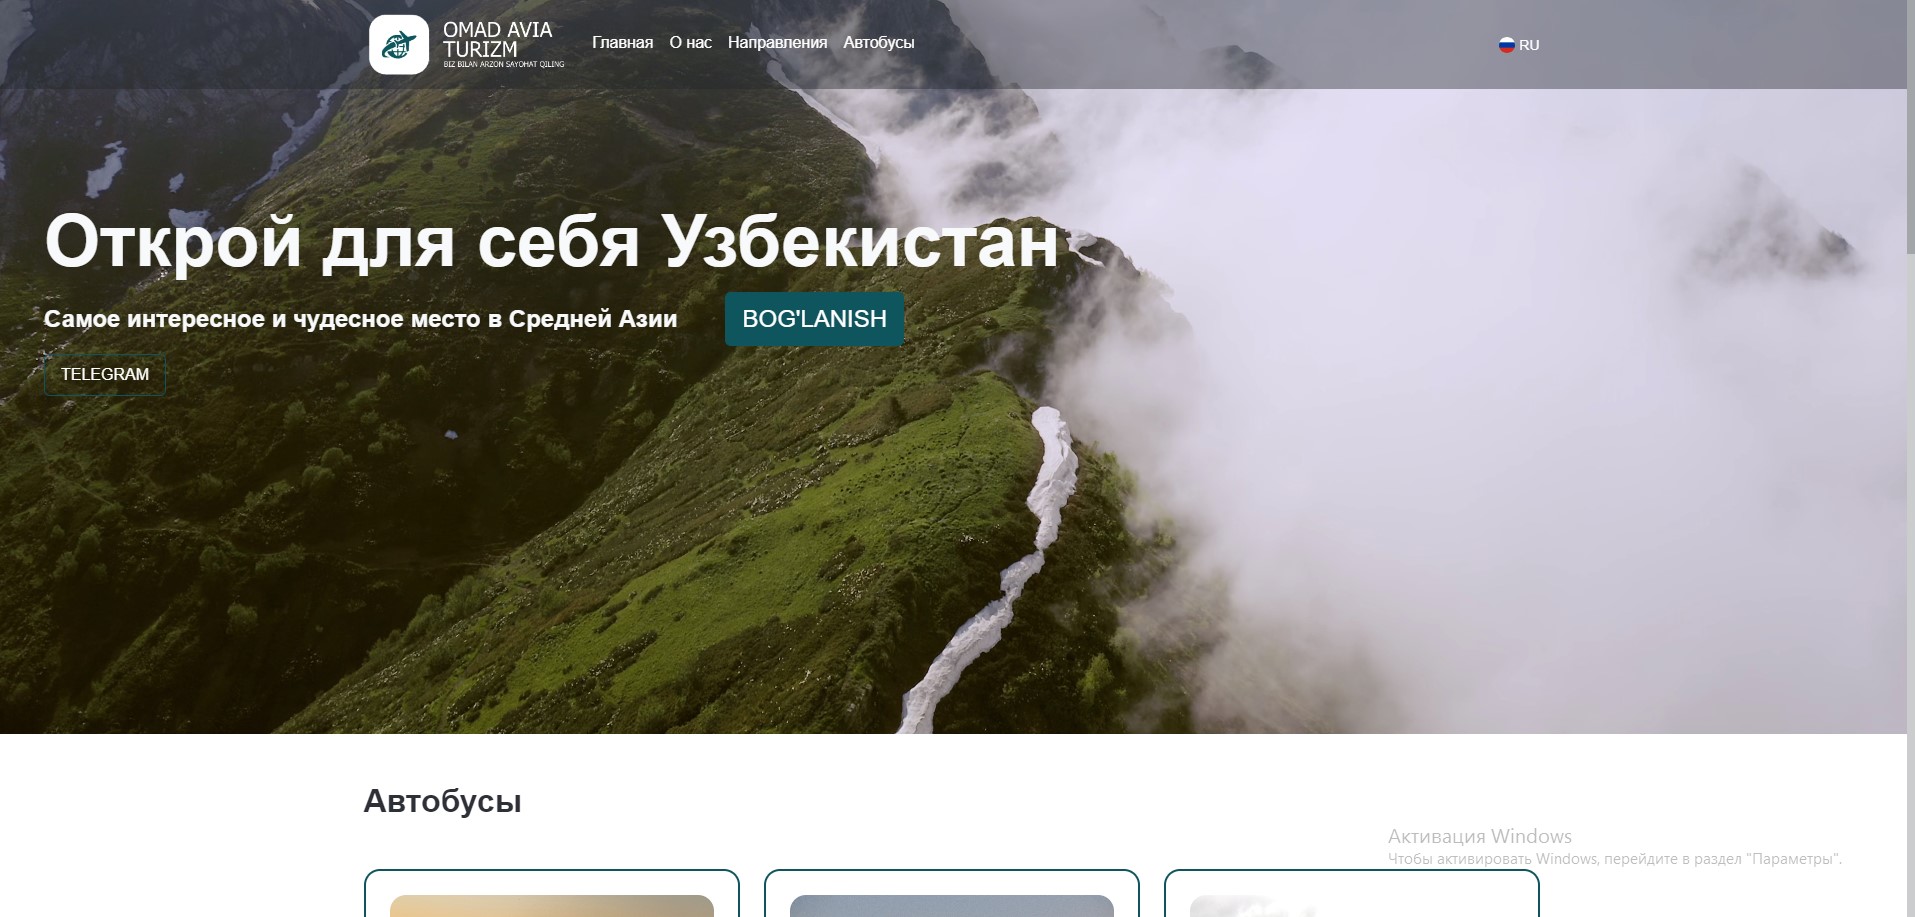 OMAD AVIA
TURIZM
BIZ BILAN ARZON SAYOHAT QILING
Главная О нас Направления Автобусы
RU
Открой для себя Узбекистан
Самое интересное и чудесное место в Средней Азии
BOG'LANISH
TELEGRAM
Автобусы
Активация Windows
Чтобы активировать Windows, перейдите в раздел "Параметры".